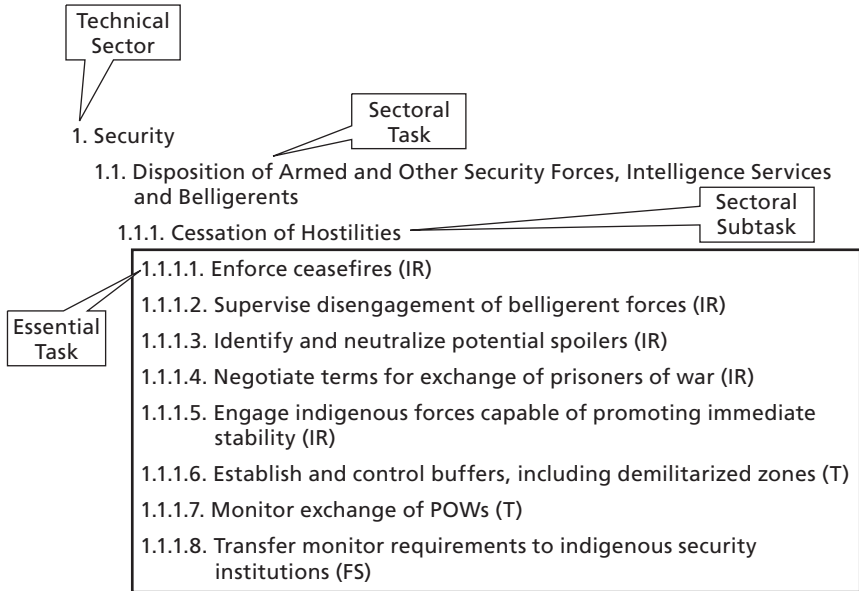 Technical
Sector
1. Security
Sectoral
Task
1.1. Disposition of Armed and Other Security Forces, Intelligence Services
and Belligerents
Sectoral
Subtask
1.1.1. Cessation of Hostilities
1.1.1.1. Enforce ceasefires (IR)
1.1.1.2. Supervise disengagement of belligerent forces (IR)
Essential
Task
1.1.1.3. Identify and neutralize potential spoilers (IR)
1.1.1.4. Negotiate terms for exchange of prisoners of war (IR)
1.1.1.5. Engage indigenous forces capable of promoting immediate
stability (IR)
1.1.1.6. Establish and control buffers, including demilitarized zones (T)
1.1.1.7. Monitor exchange of POWs (T)
1.1.1.8. Transfer monitor requirements to indigenous security
institutions (FS)